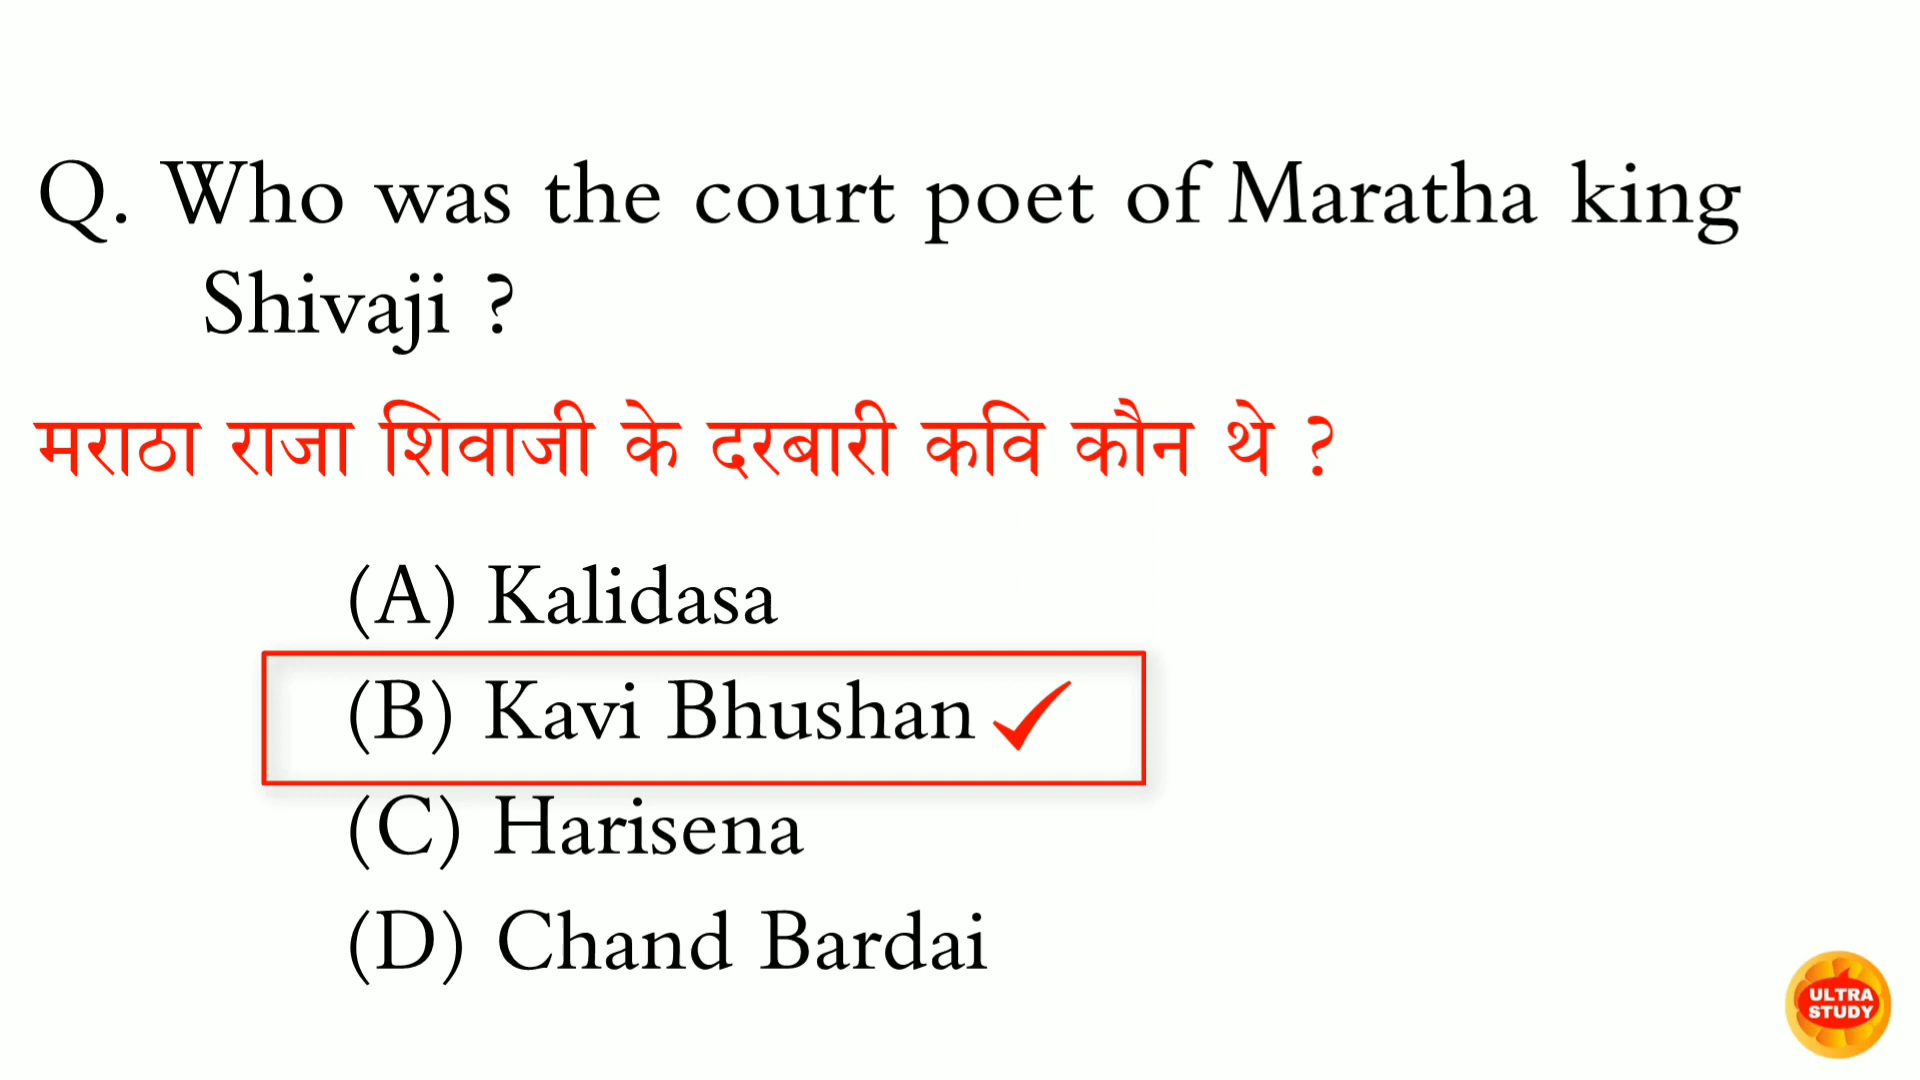 Q. Who was the court poet of Maratha king
Shivaji ?
मराठा राजा शिवाजी के दरबारी कवि कौन थे ?
(A) Kalidasa
(B) Kavi Bhushan
(C) Harisena
(D) Chand Bardai
ULTRA
STUDY